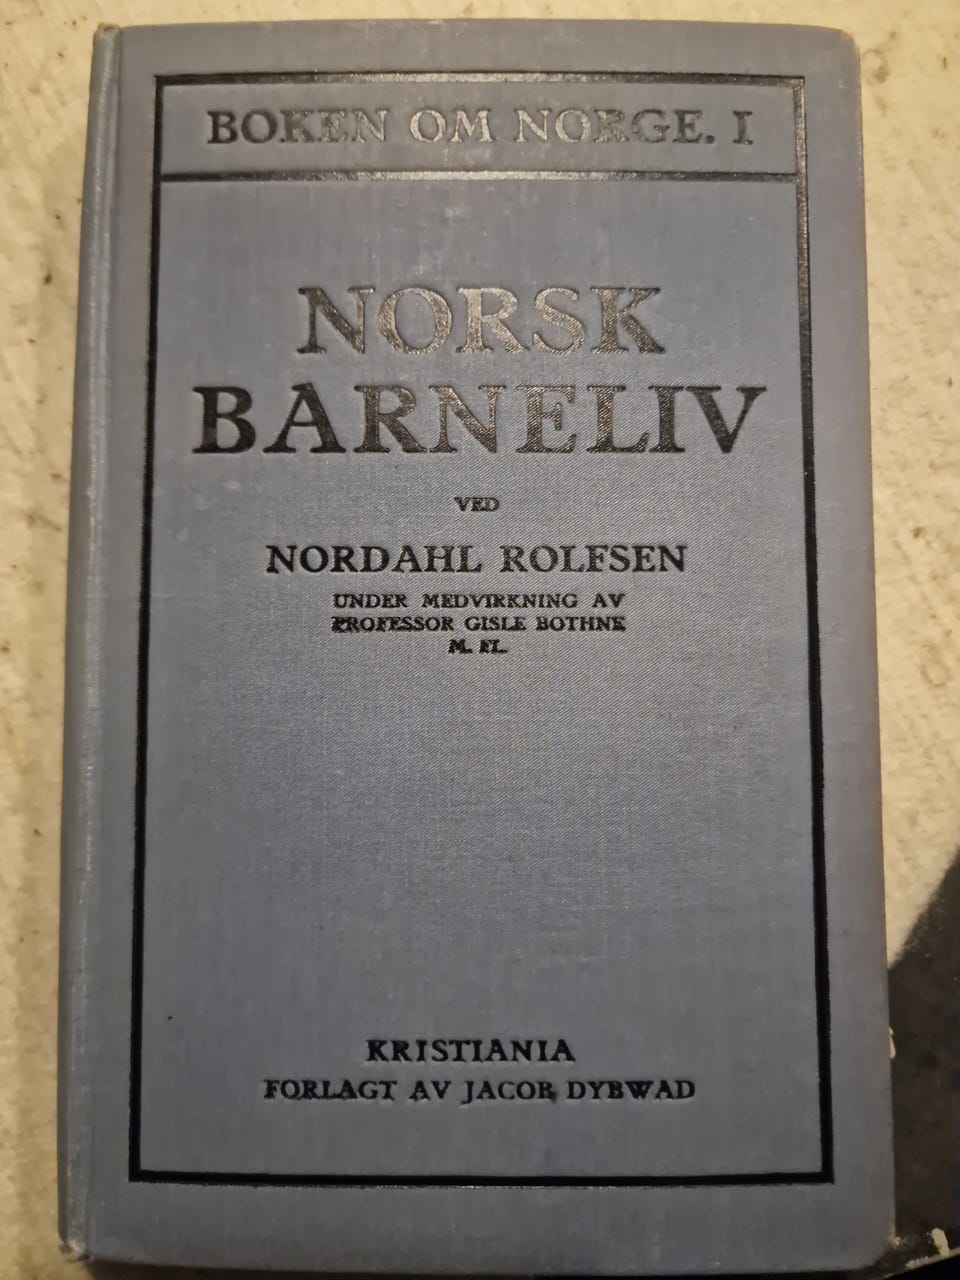 BOKEN OM NORGE. I
NORSK
BARNELIV
VED
NORDAHL ROLFSEN
UNDER MEDVIRKNING AV
PROFESSOR GISLE BOTHNE
M. FL.
KRISTIANIA
FORLAGT AV JACOB DYBWAD